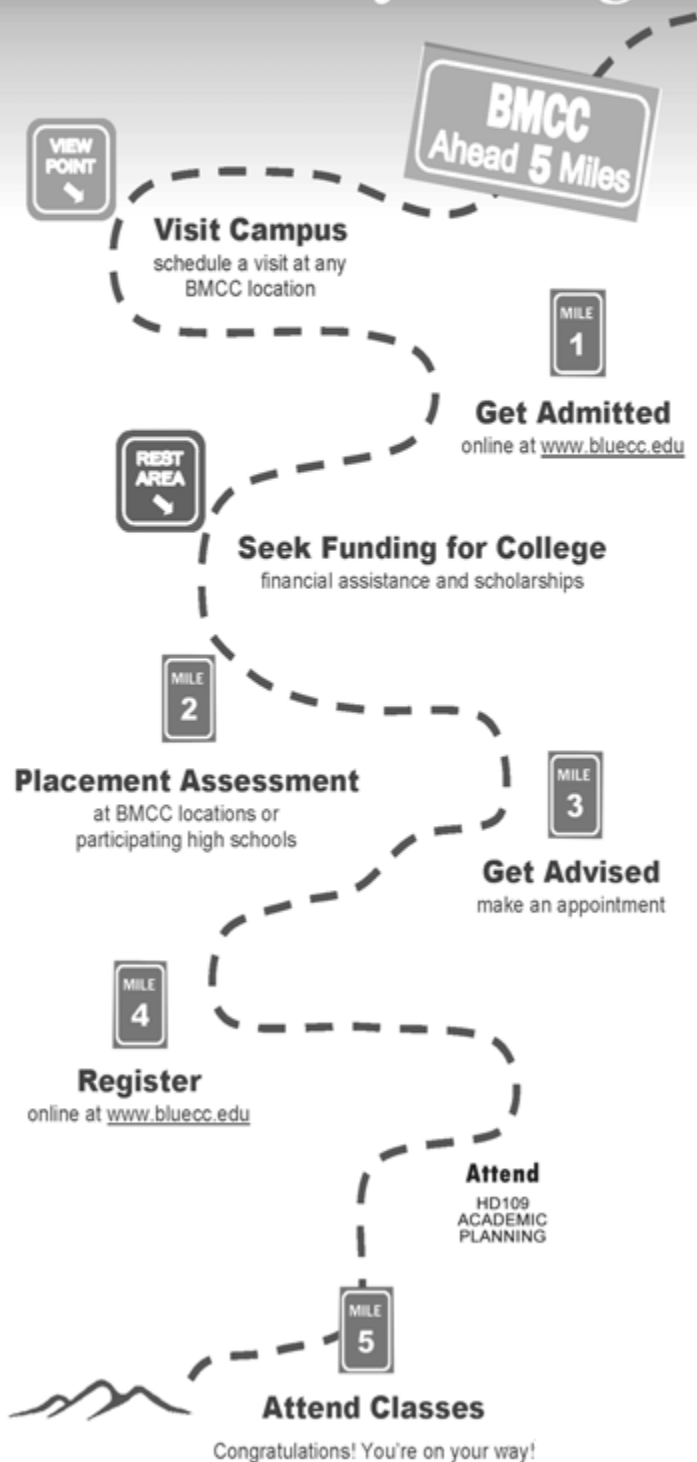 BMCC
Ahead 5 Miles
VIEW
POINT
Visit Campus
schedule a visit at any
BMCC location
MILE
1
Get Admitted
online at www.bluecc.edu
REST
AREA
Seek Funding for College
financial assistance and scholarships
MILE
2
Placement Assessment
at BMCC locations or
participating high schools
MILE
3
Get Advised
make an appointment
MILE
4
Register
online at www.bluecc.edu
Attend
HD109
ACADEMIC
PLANNING
MILE
5
Attend Classes
Congratulations! You're on your way!